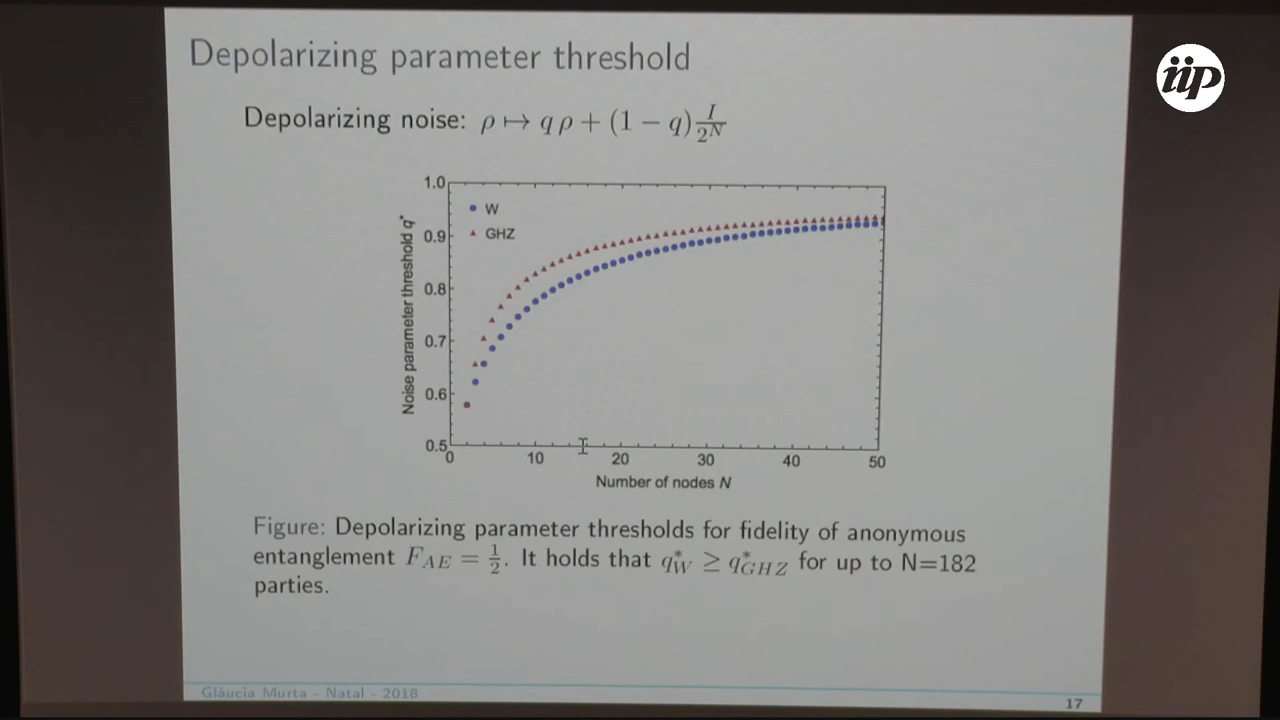 Depolarizing parameter threshold
iip
Depolarizing noise: ρ ↦ q ρ + (1 − q) I/2^N
1.0
0.9
0.8
0.7
0.6
0.5
Noise parameter threshold q*
W
GHZ
0 10 20 30 40 50
Number of nodes N
Figure: Depolarizing parameter thresholds for fidelity of anonymous
entanglement F_AE = 1/2. It holds that q*_W ≥ q*_GHZ for up to N=182
parties.
Gláucia Murta - Natal - 2018
17